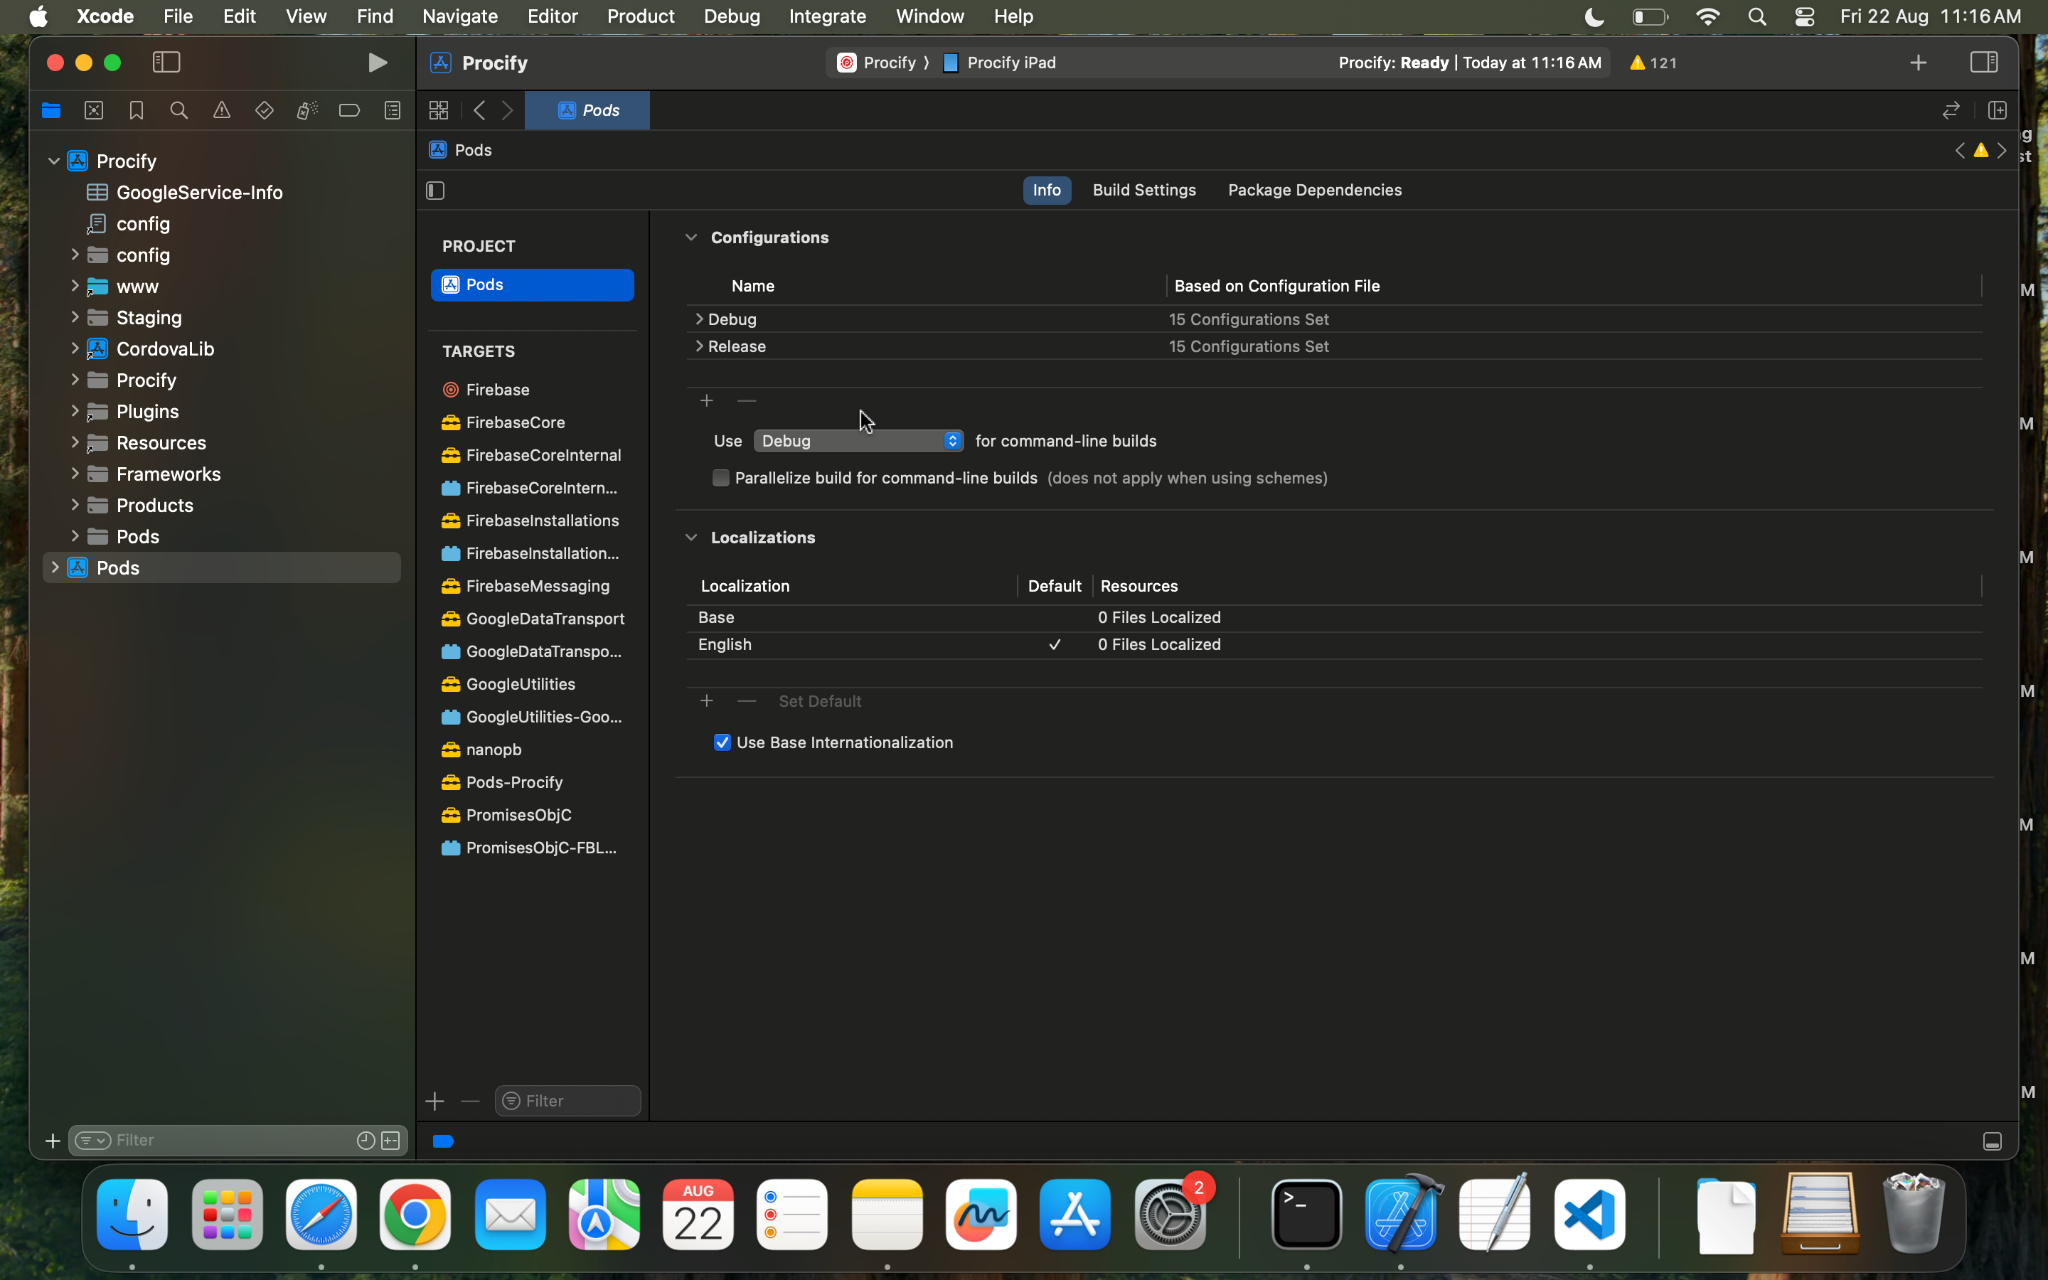 Xcode File Edit View Find Navigate Editor Product Debug Integrate Window Help Fri 22 Aug 11:16 AM
Procify
Procify ⟩ Procify iPad
Procify: Ready | Today at 11:16 AM
121
Pods
Pods
Info Build Settings Package Dependencies
Procify
GoogleService-Info
config
config
www
Staging
CordovaLib
Procify
Plugins
Resources
Frameworks
Products
Pods
Pods
Filter
PROJECT
Pods
TARGETS
Firebase
FirebaseCore
FirebaseCoreInternal
FirebaseCoreIntern...
FirebaseInstallations
FirebaseInstallation...
FirebaseMessaging
GoogleDataTransport
GoogleDataTranspo...
GoogleUtilities
GoogleUtilities-Goo...
nanopb
Pods-Procify
PromisesObjC
PromisesObjC-FBL...
Filter
Configurations
Name Based on Configuration File
Debug 15 Configurations Set
Release 15 Configurations Set
Use Debug for command-line builds
Parallelize build for command-line builds (does not apply when using schemes)
Localizations
Localization Default Resources
Base 0 Files Localized
English ✓ 0 Files Localized
Set Default
Use Base Internationalization
g
st
M
M
M
M
M
M
M
AUG
22
2